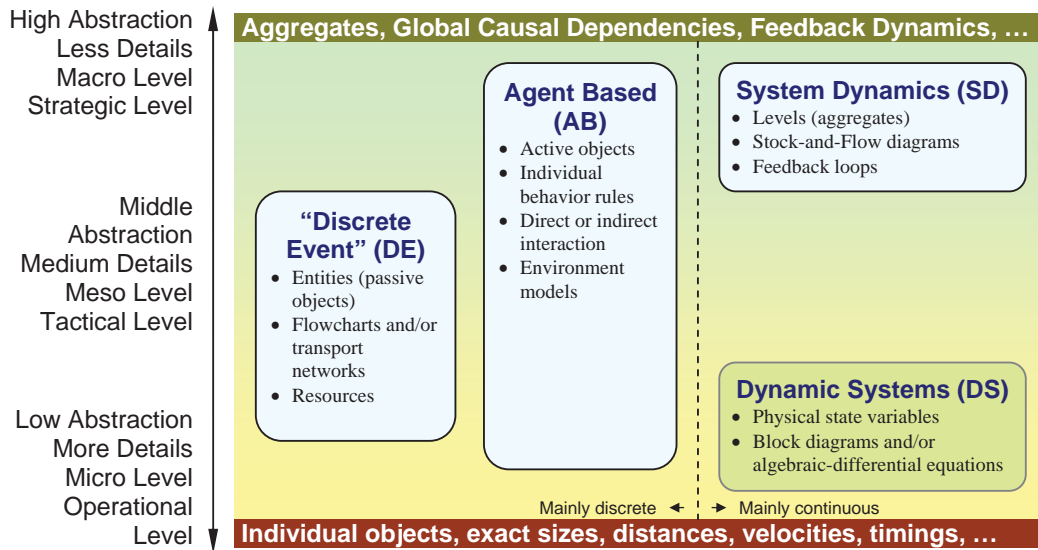 High Abstraction
Less Details
Macro Level
Strategic Level
Middle
Abstraction
Medium Details
Meso Level
Tactical Level
Low Abstraction
More Details
Micro Level
Operational
Level
Aggregates, Global Causal Dependencies, Feedback Dynamics, …
“Discrete
Event” (DE)
• Entities (passive
objects)
• Flowcharts and/or
transport
networks
• Resources
Agent Based
(AB)
• Active objects
• Individual
behavior rules
• Direct or indirect
interaction
• Environment
models
System Dynamics (SD)
• Levels (aggregates)
• Stock-and-Flow diagrams
• Feedback loops
Dynamic Systems (DS)
• Physical state variables
• Block diagrams and/or
algebraic-differential equations
Mainly discrete
Mainly continuous
Individual objects, exact sizes, distances, velocities, timings, …